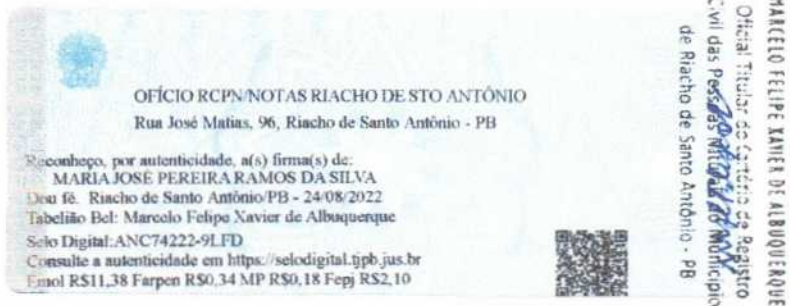 OFÍCIO RCPN/NOTAS RIACHO DE STO ANTÔNIO
Rua José Matias, 96, Riacho de Santo Antônio - PB
Reconheço, por autenticidade, a(s) firma(s) de:
MARIA JOSÉ PEREIRA RAMOS DA SILVA
Dou fé. Riacho de Santo Antônio/PB - 24/08/2022
Tabelião Bel: Marcelo Felipe Xavier de Albuquerque
Selo Digital:ANC74222-9LFD
Consulte a autenticidade em https://selodigital.tjpb.jus.br
Emol R$11,38 Farpen R$0,34 MP R$0,18 Fepj R$2,10
MARCELO FELIPE XAVIER DE ALBUQUERQUE
Oficial Titular do Cartório de Registro
Civil das Pessoas Naturais do Município
de Riacho de Santo Antônio - PB